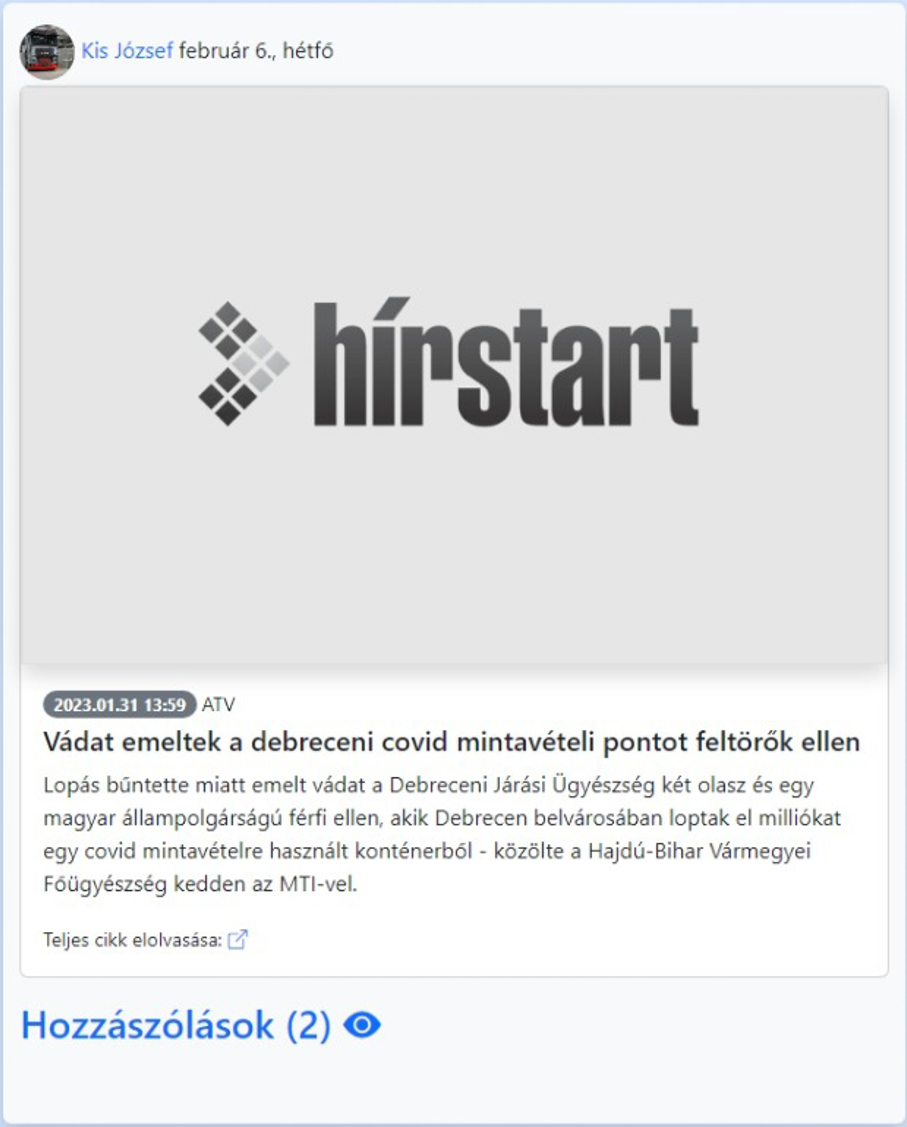 Kis József február 6., hétfő
hírstart
2023.01.31 13:59 ATV
Vádat emeltek a debreceni covid mintavételi pontot feltörők ellen
Lopás bűntette miatt emelt vádat a Debreceni Járási Ügyészség két olasz és egy
magyar állampolgárságú férfi ellen, akik Debrecen belvárosában loptak el milliókat
egy covid mintavételre használt konténerből - közölte a Hajdú-Bihar Vármegyei
Főügyészség kedden az MTI-vel.
Teljes cikk elolvasása:
Hozzászólások (2)